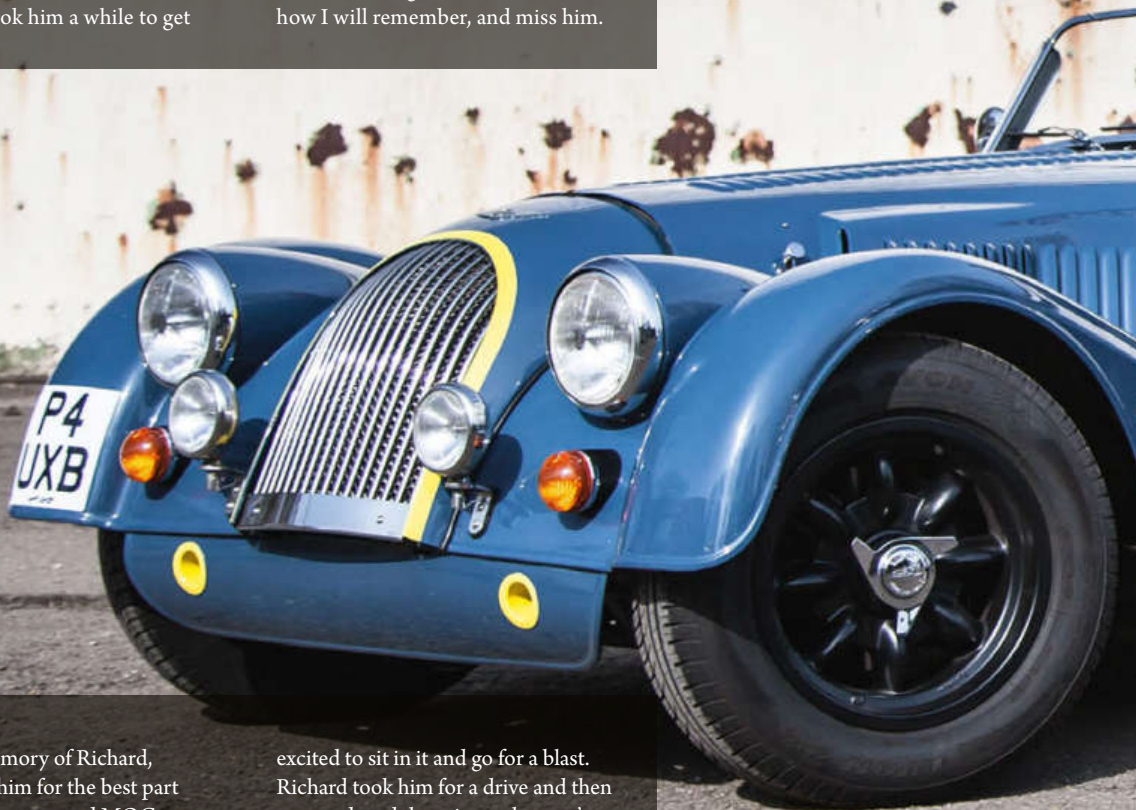 ok him a while to get
how I will remember, and miss him.
P4
UXB
mory of Richard,
him for the best part
excited to sit in it and go for a blast.
Richard took him for a drive and then